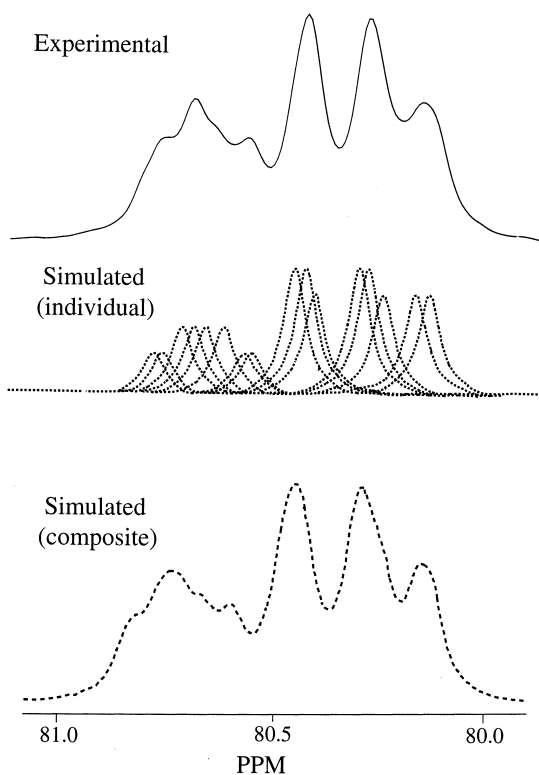 Experimental
Simulated
(individual)
Simulated
(composite)
81.0 80.5 80.0
PPM